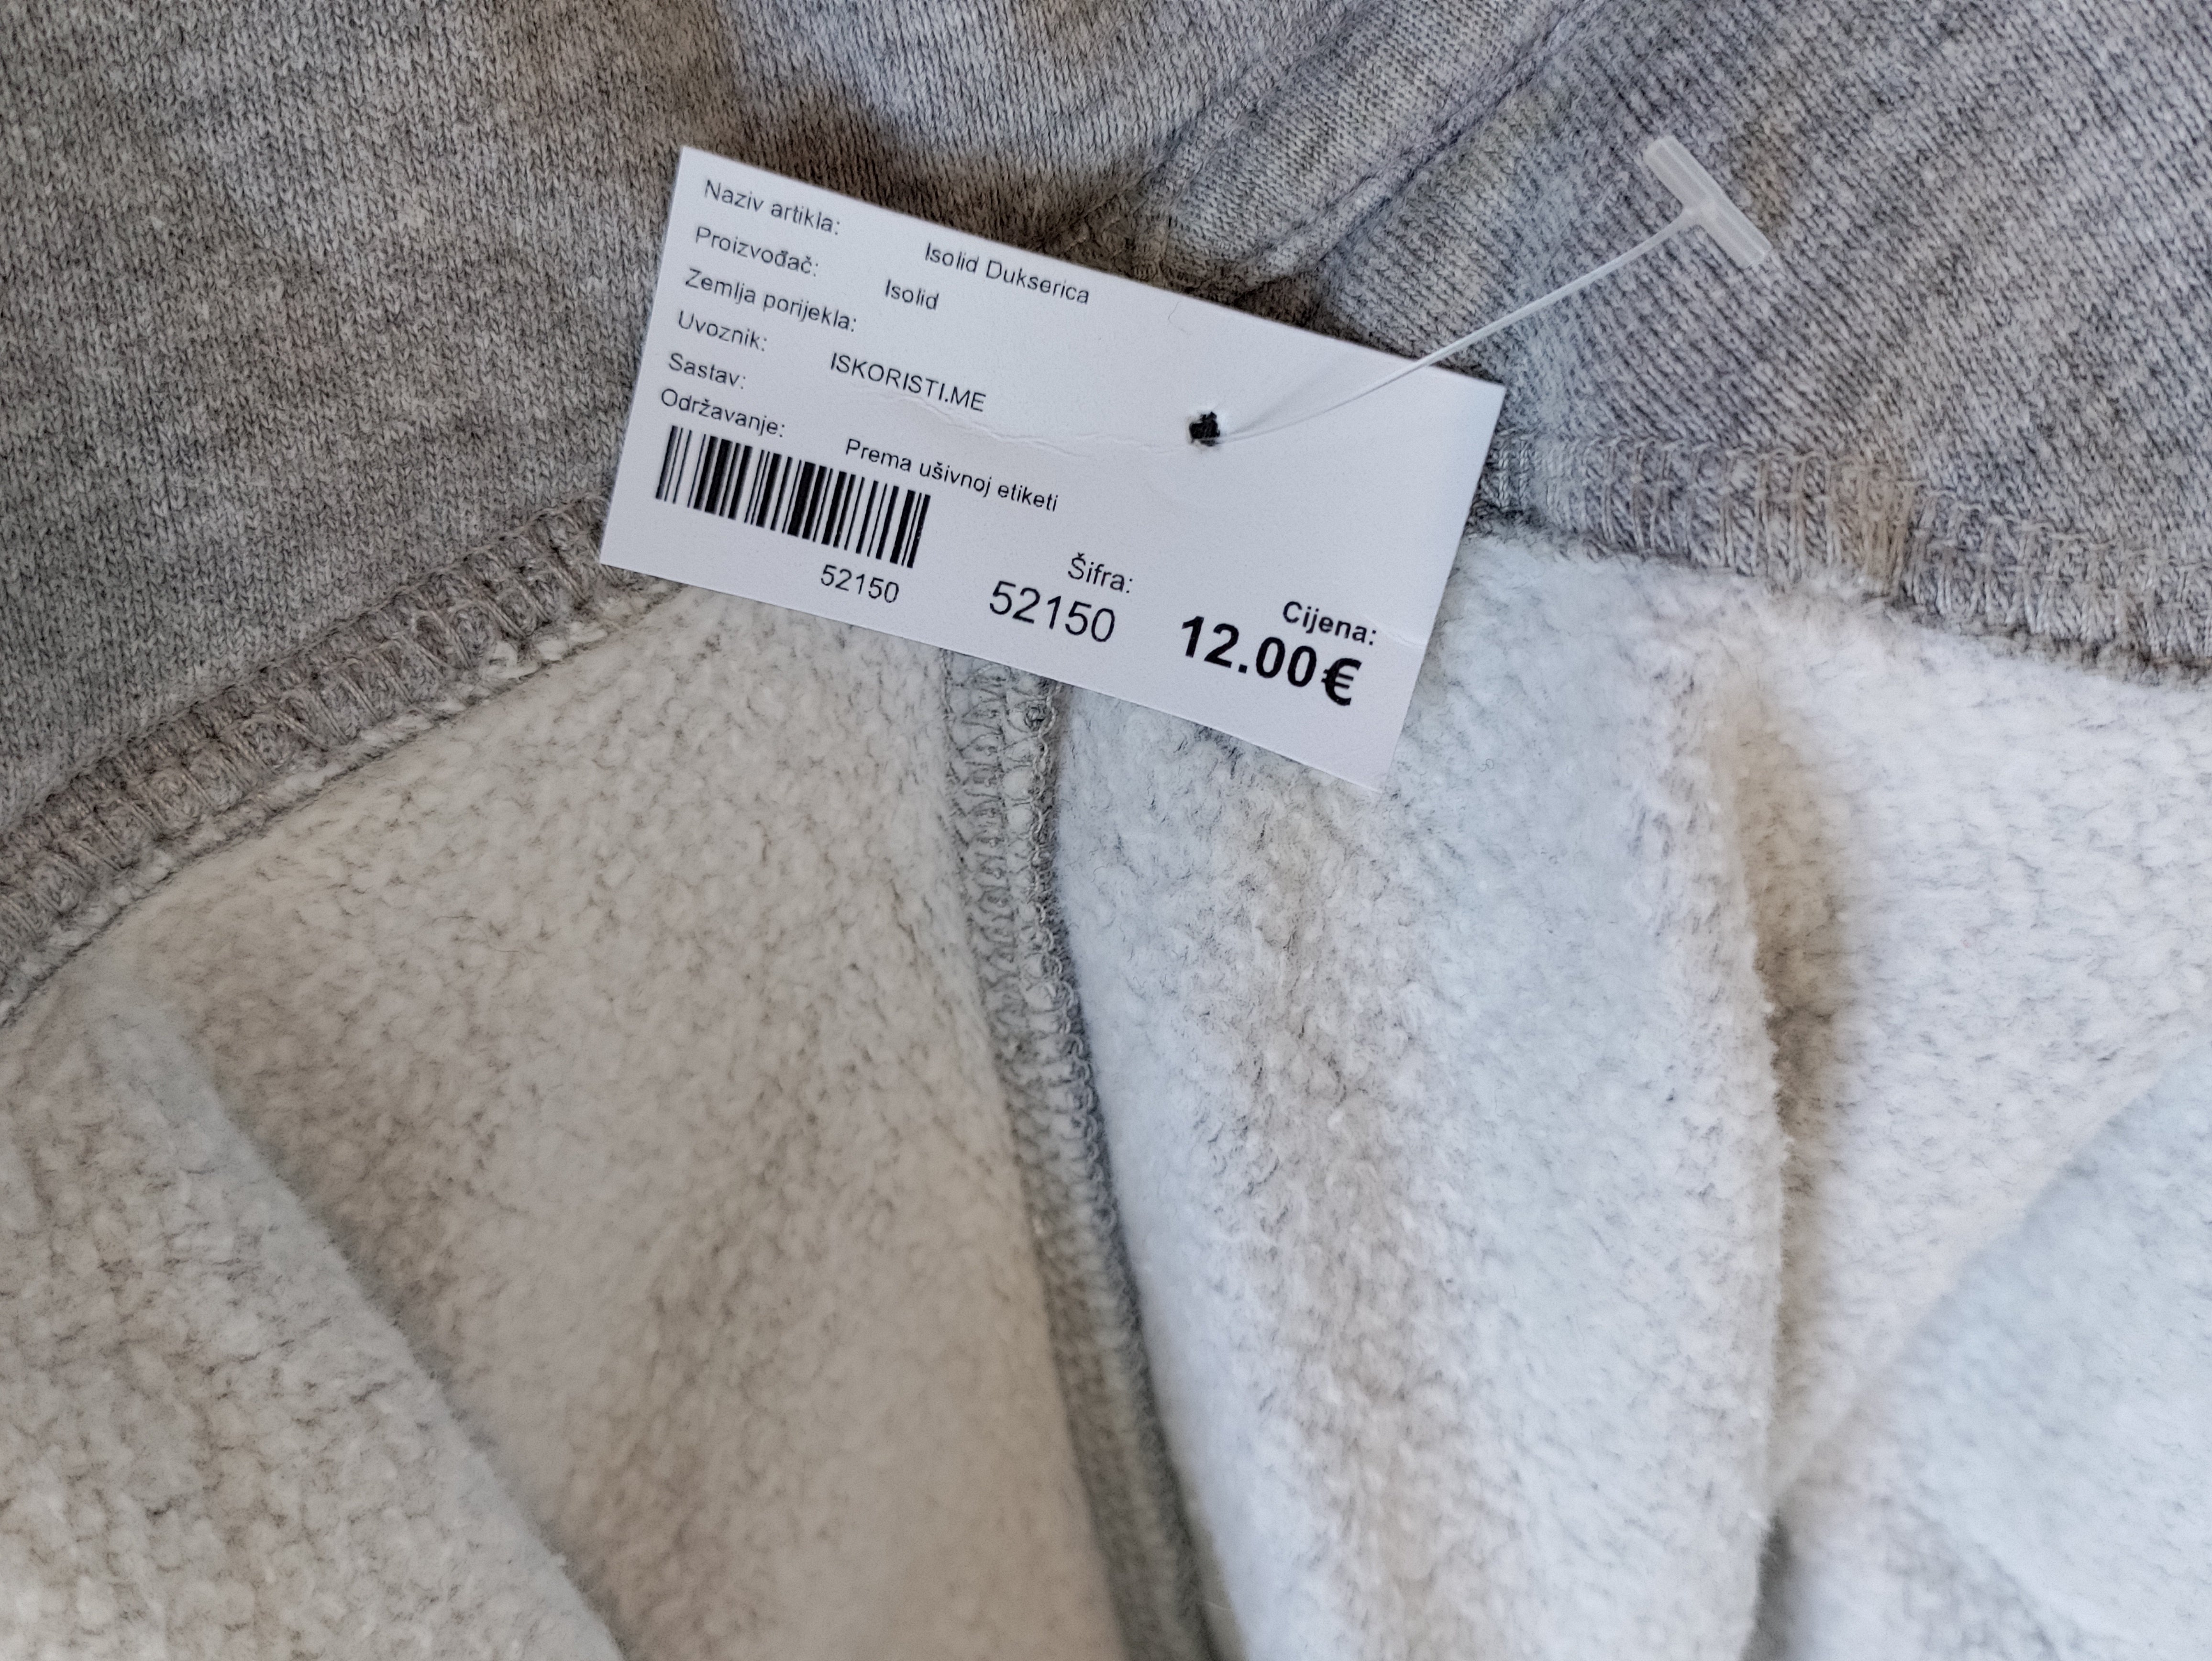 Naziv artikla: Isolid Dukserica
Proizvođač: Isolid
Zemlja porijekla:
Uvoznik: ISKORISTI.ME
Sastav:
Održavanje: Prema ušivnoj etiketi
52150
Šifra:
52150
Cijena:
12.00€